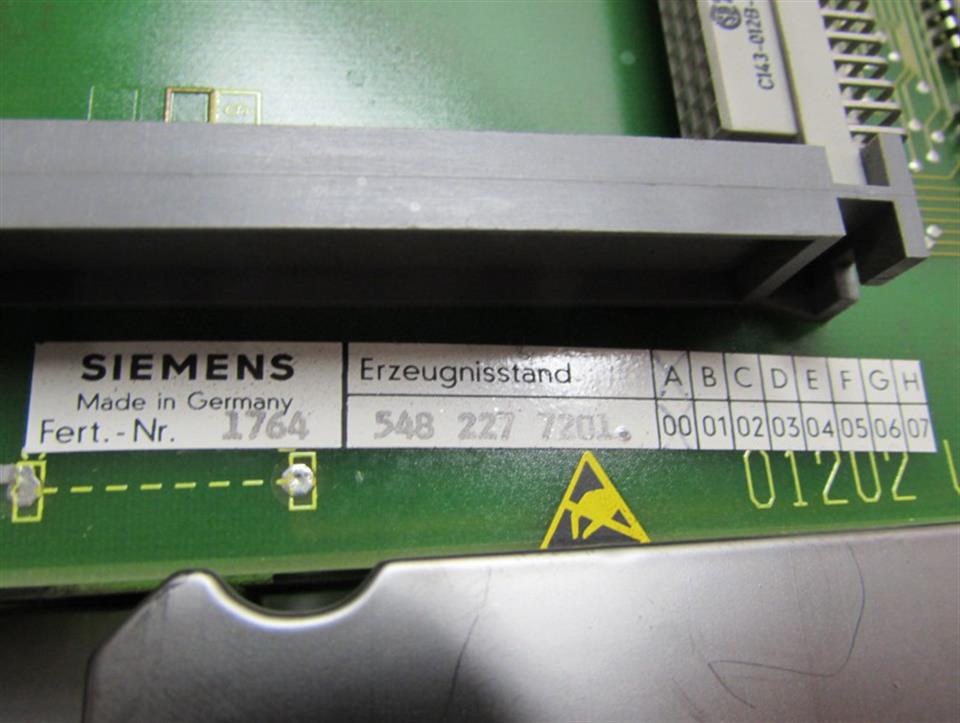 C143-012B-
SIEMENS
Made in Germany
Fert.-Nr. 1764
Erzeugnisstand A B C D E F G H
548 227 7201. 00 01 02 03 04 05 06 07
01202